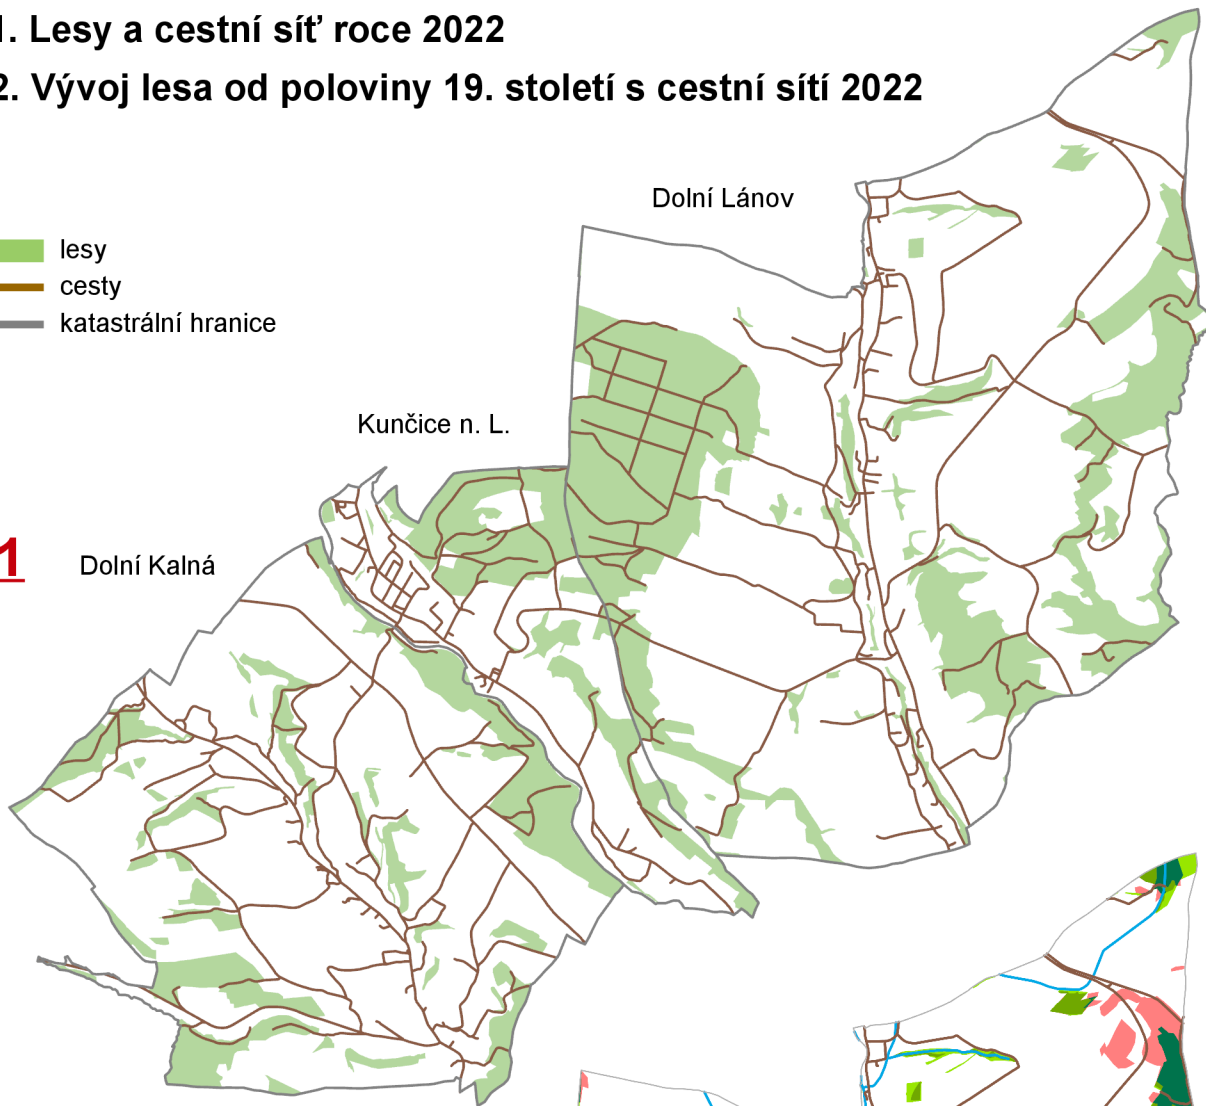 1. Lesy a cestní síť roce 2022
2. Vývoj lesa od poloviny 19. století s cestní sítí 2022
Dolní Lánov
lesy
cesty
katastrální hranice
Kunčice n. L.
1
Dolní Kalná